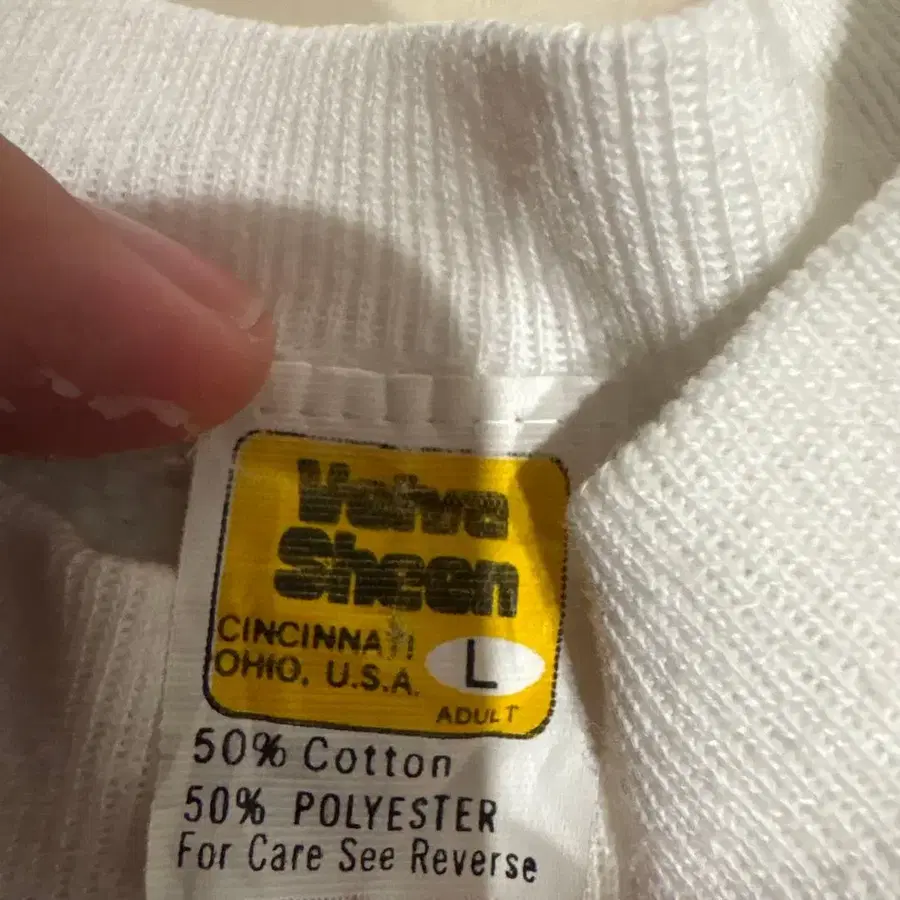 Velva
Sheen
CINCINNATI
OHIO, U.S.A.
L
ADULT
50% Cotton
50% POLYESTER
For Care See Reverse